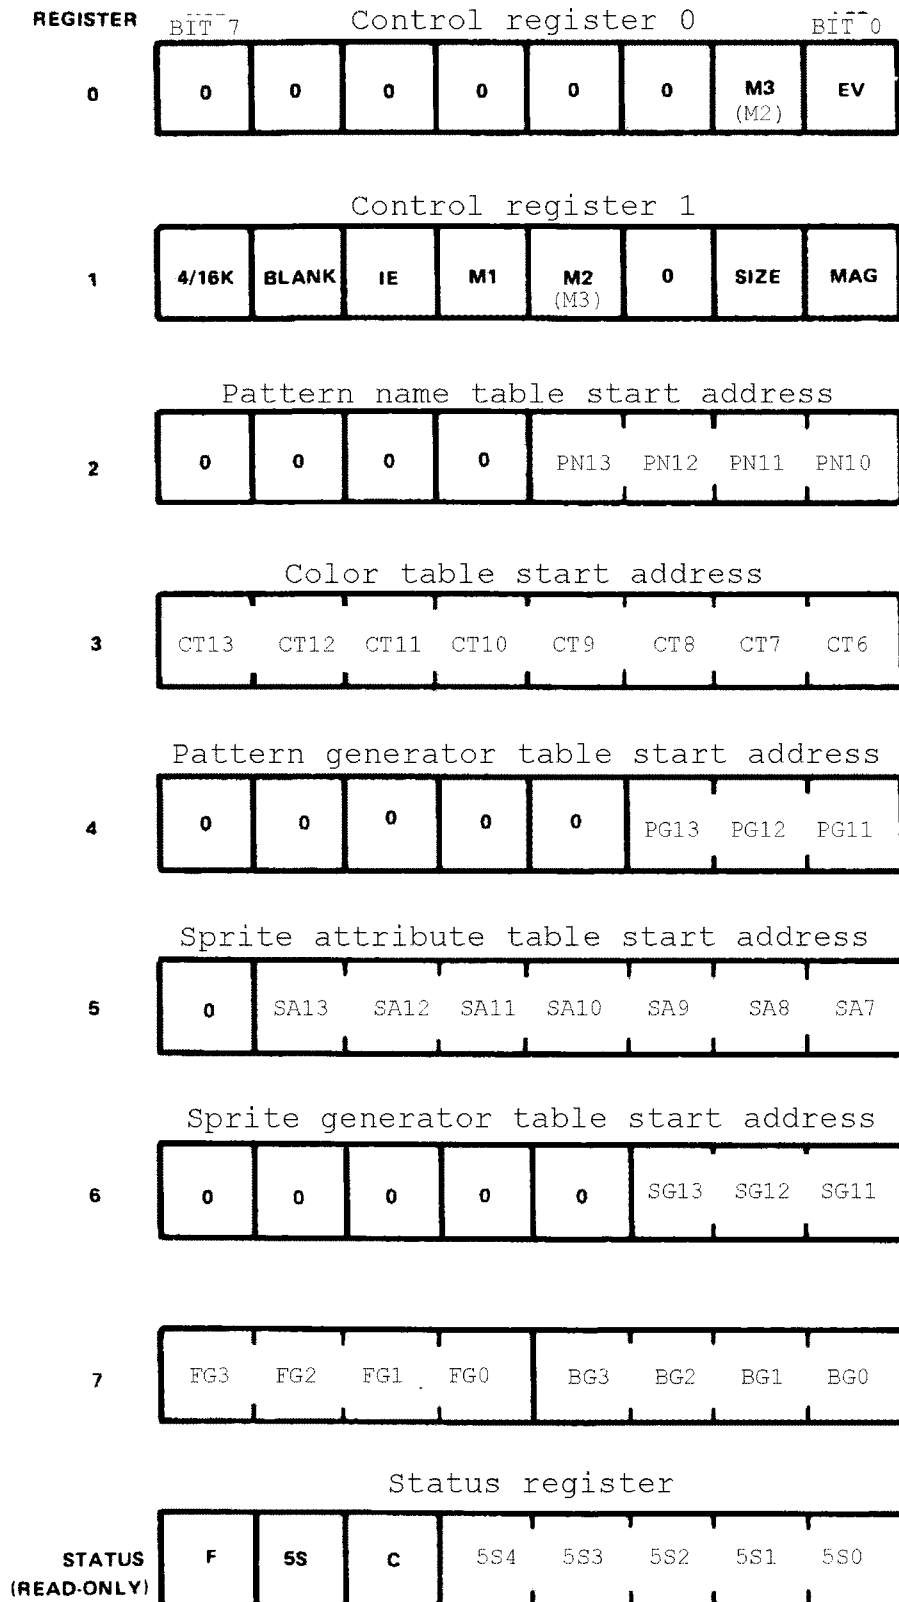 REGISTER BIT 7 Control register 0 BIT 0
0 0 0 0 0 0 0 M3 EV
(M2)
Control register 1
1 4/16K BLANK IE M1 M2 0 SIZE MAG
(M3)
Pattern name table start address
2 0 0 0 0 PN13 PN12 PN11 PN10
Color table start address
3 CT13 CT12 CT11 CT10 CT9 CT8 CT7 CT6
Pattern generator table start address
4 0 0 0 0 0 PG13 PG12 PG11
Sprite attribute table start address
5 0 SA13 SA12 SA11 SA10 SA9 SA8 SA7
Sprite generator table start address
6 0 0 0 0 0 SG13 SG12 SG11
7 FG3 FG2 FG1 FG0 BG3 BG2 BG1 BG0
Status register
STATUS F 5S C 5S4 5S3 5S2 5S1 5S0
(READ-ONLY)